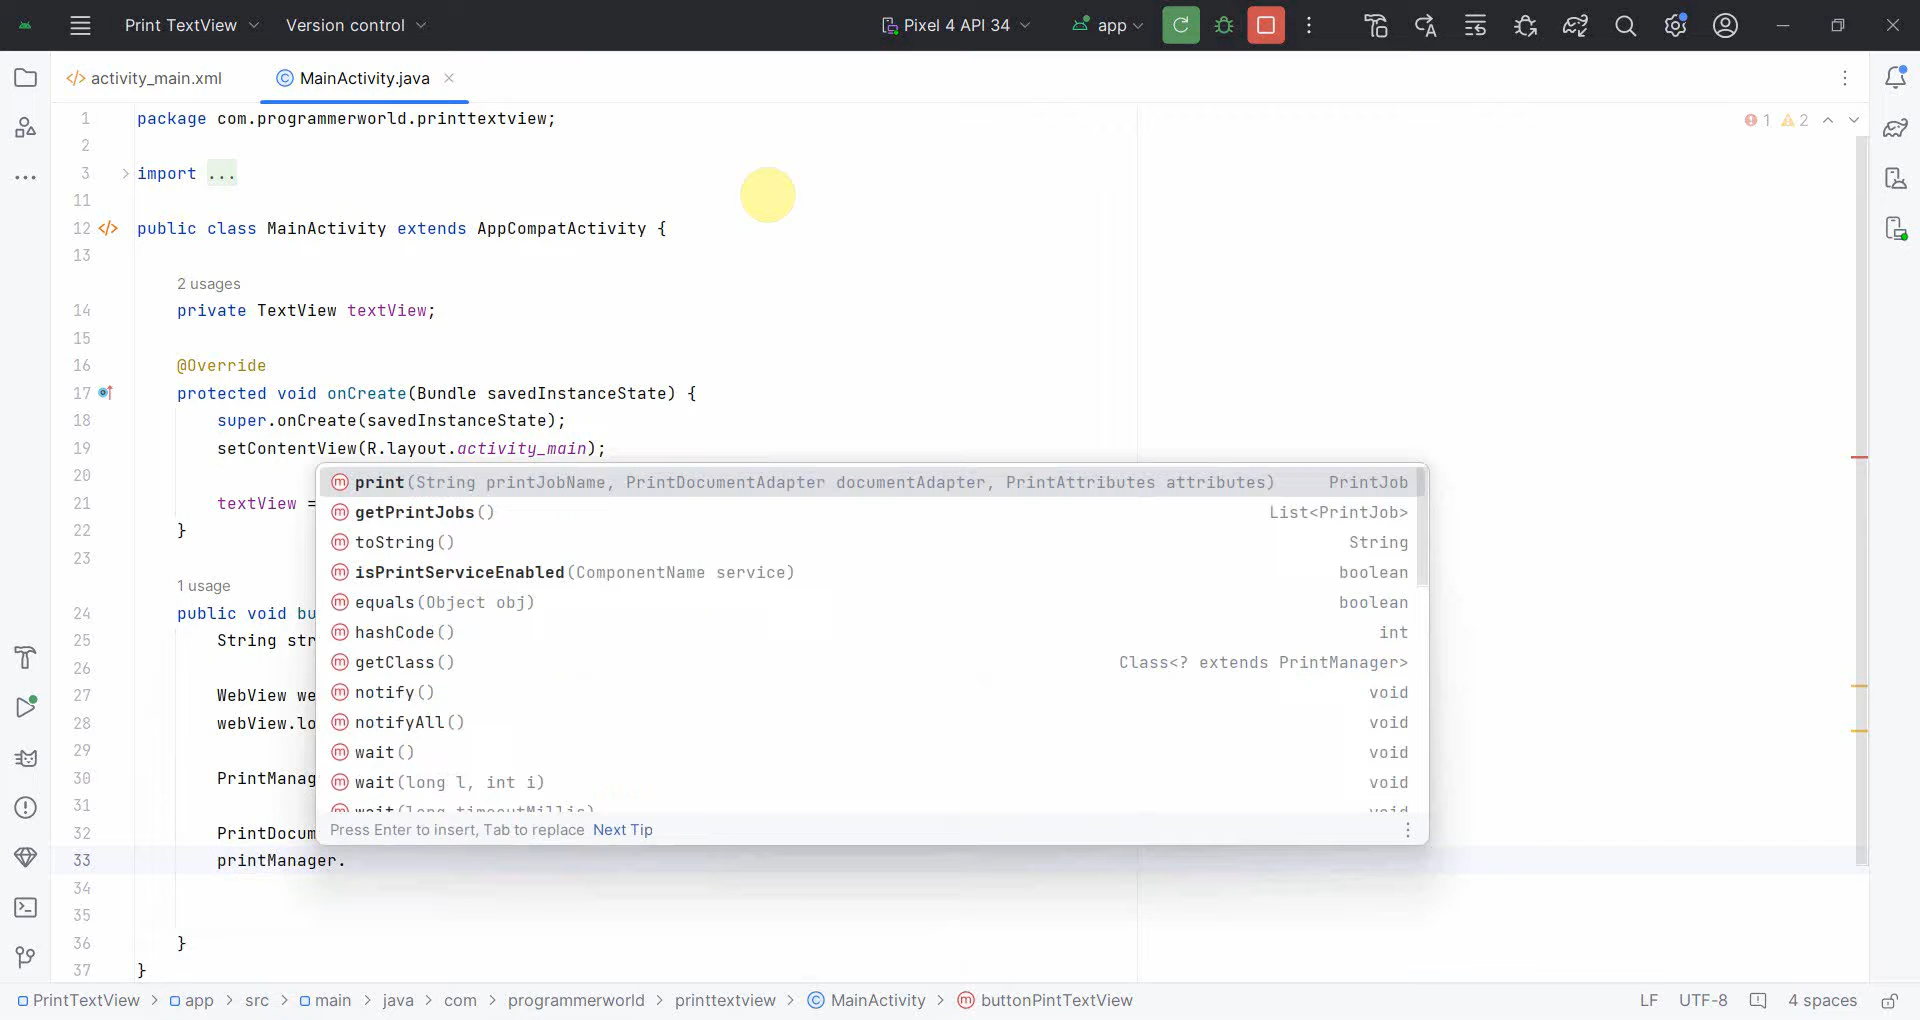 Print TextView
Version control
Pixel 4 API 34
app
activity_main.xml
MainActivity.java
1 package com.programmerworld.printtextview;
1 2
2
3 import ...
11
12 public class MainActivity extends AppCompatActivity {
13
2 usages
14 private TextView textView;
15
16 @Override
17 protected void onCreate(Bundle savedInstanceState) {
18 super.onCreate(savedInstanceState);
19 setContentView(R.layout.activity_main);
20
21 textView =
22 }
23
1 usage
24 public void bu
25 String str
26
27 WebView we
28 webView.lo
29
30 PrintManag
31
32 PrintDocum
33 printManager.
34
35
36 }
37 }
print(String printJobName, PrintDocumentAdapter documentAdapter, PrintAttributes attributes) PrintJob
getPrintJobs() List<PrintJob>
toString() String
isPrintServiceEnabled(ComponentName service) boolean
equals(Object obj) boolean
hashCode() int
getClass() Class<? extends PrintManager>
notify() void
notifyAll() void
wait() void
wait(long l, int i) void
wait(long timeoutMillis) void
Press Enter to insert, Tab to replace Next Tip
PrintTextView > app > src > main > java > com > programmerworld > printtextview > MainActivity > buttonPintTextView
LF UTF-8 4 spaces